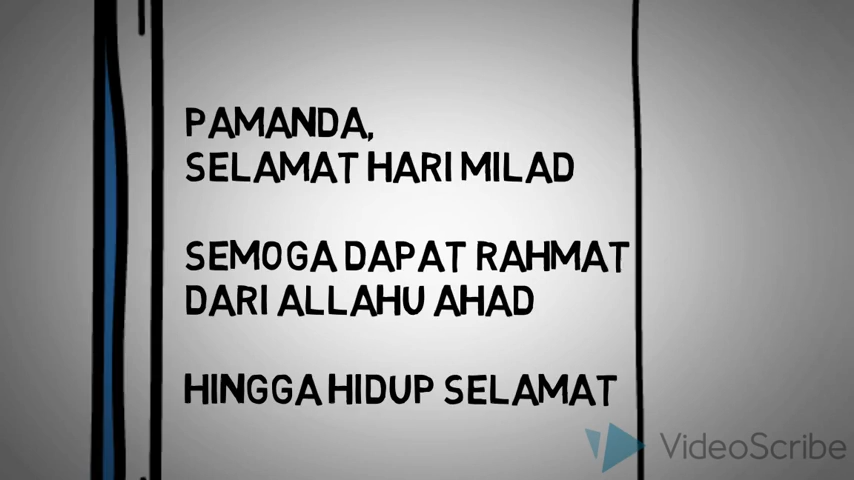 PAMANDA,
SELAMAT HARI MILAD
SEMOGA DAPAT RAHMAT
DARI ALLAHU AHAD
HINGGA HIDUP SELAMAT
VideoScribe